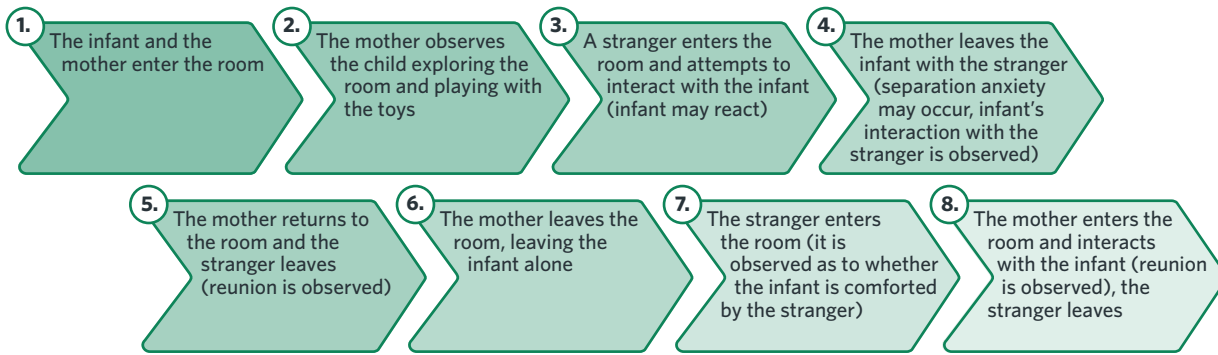 1.
The infant and the
mother enter the room
2.
The mother observes
the child exploring the
room and playing with
the toys
3.
A stranger enters the
room and attempts to
interact with the infant
(infant may react)
4.
The mother leaves the
infant with the stranger
(separation anxiety
may occur, infant's
interaction with the
stranger is observed)
5.
The mother returns to
the room and the
stranger leaves
(reunion is observed)
6.
The mother leaves the
room, leaving the
infant alone
7.
The stranger enters
the room (it is
observed as to whether
the infant is comforted
by the stranger)
8.
The mother enters the
room and interacts
with the infant (reunion
is observed), the
stranger leaves